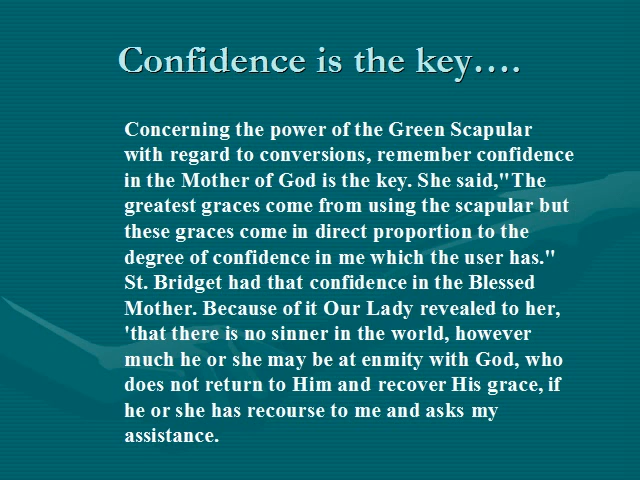 Confidence is the key....
Concerning the power of the Green Scapular
with regard to conversions, remember confidence
in the Mother of God is the key. She said,"The
greatest graces come from using the scapular but
these graces come in direct proportion to the
degree of confidence in me which the user has."
St. Bridget had that confidence in the Blessed
Mother. Because of it Our Lady revealed to her,
'that there is no sinner in the world, however
much he or she may be at enmity with God, who
does not return to Him and recover His grace, if
he or she has recourse to me and asks my
assistance.